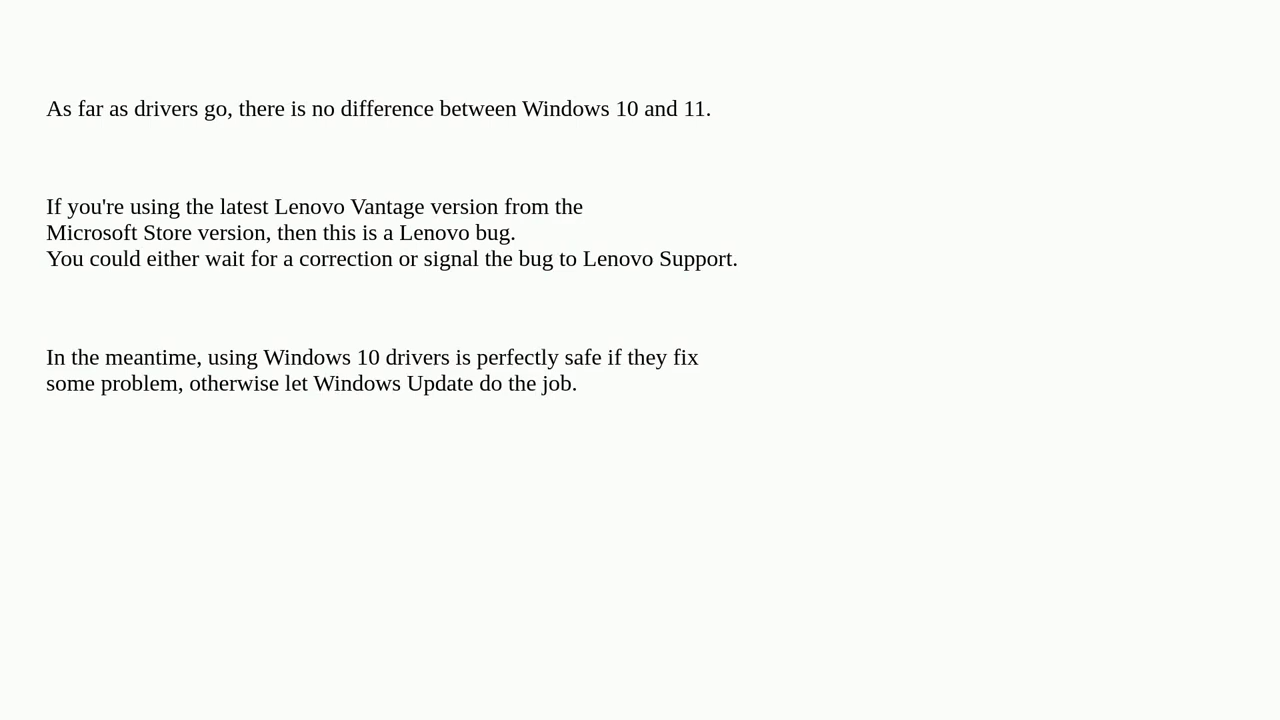 As far as drivers go, there is no difference between Windows 10 and 11.
If you're using the latest Lenovo Vantage version from the
Microsoft Store version, then this is a Lenovo bug.
You could either wait for a correction or signal the bug to Lenovo Support.
In the meantime, using Windows 10 drivers is perfectly safe if they fix
some problem, otherwise let Windows Update do the job.